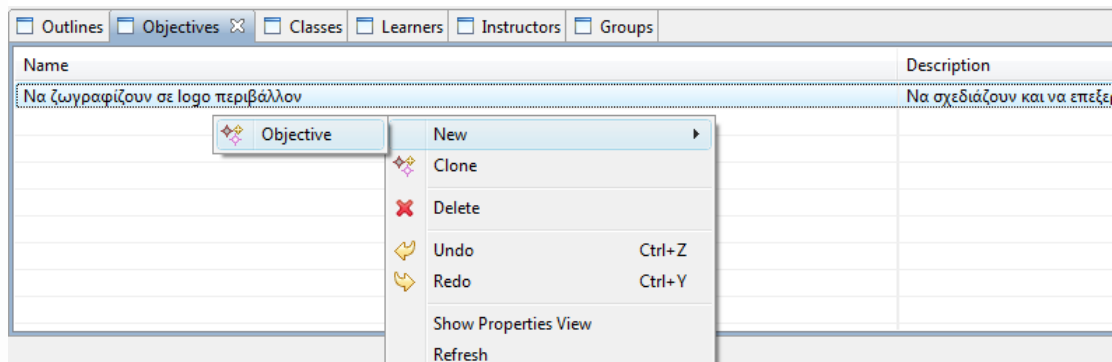 Outlines Objectives Classes Learners Instructors Groups
Name Description
Να ζωγραφίζουν σε logo περιβάλλον Να σχεδιάζουν και να
Objective New
Clone
Delete
Undo Ctrl+Z
Redo Ctrl+Y
Show Properties View
Refresh